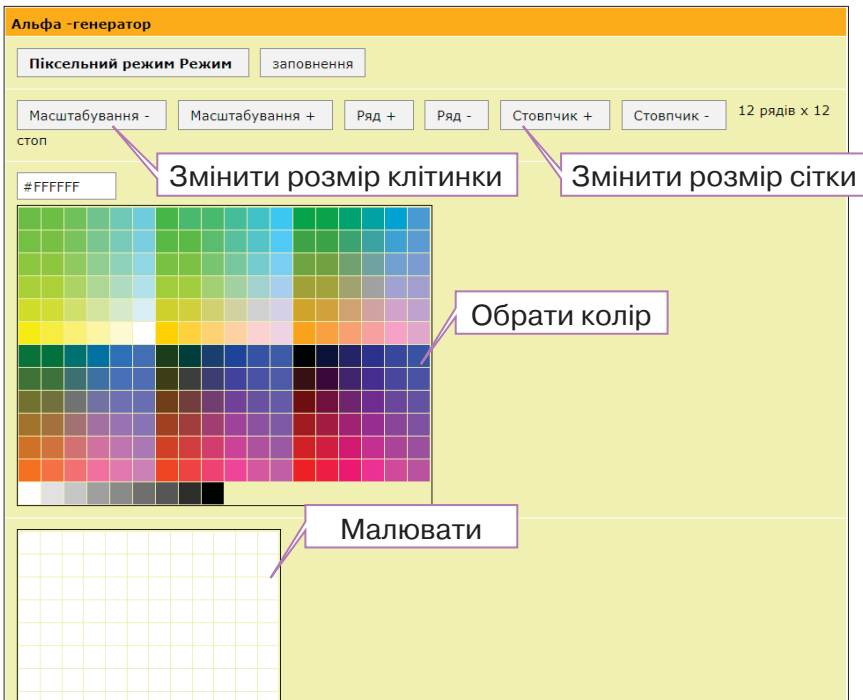 Альфа -генератор
Піксельний режим Режим заповнення
Масштабування - Масштабування + Ряд + Ряд - Стовпчик + Стовпчик - 12 рядів x 12
стоп
Змінити розмір клітинки Змінити розмір сітки
#FFFFFF
Обрати колір
Малювати